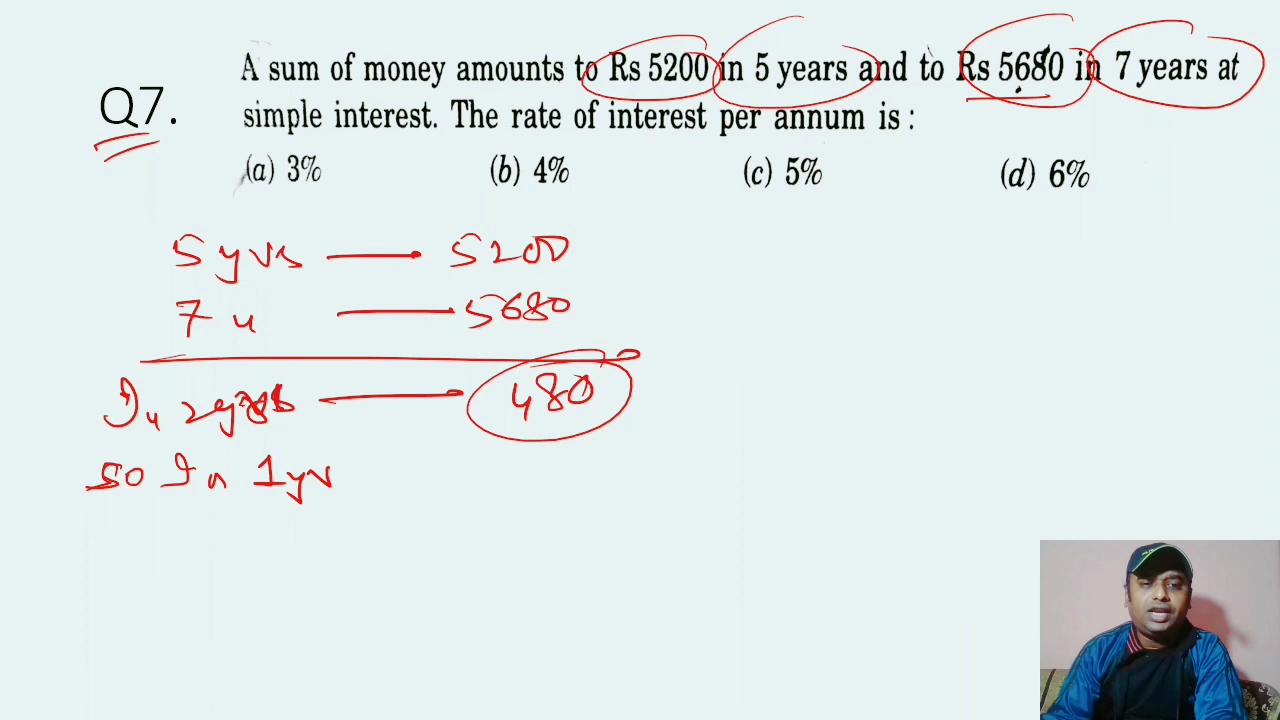 Q7.
A sum of money amounts to Rs 5200 in 5 years and to Rs 5680 in 7 years at
simple interest. The rate of interest per annum is :
(a) 3%
(b) 4%
(c) 5%
(d) 6%
5 yrs — 5200
7 " — 5680
In 2 yrs — 480
so In 1 yr